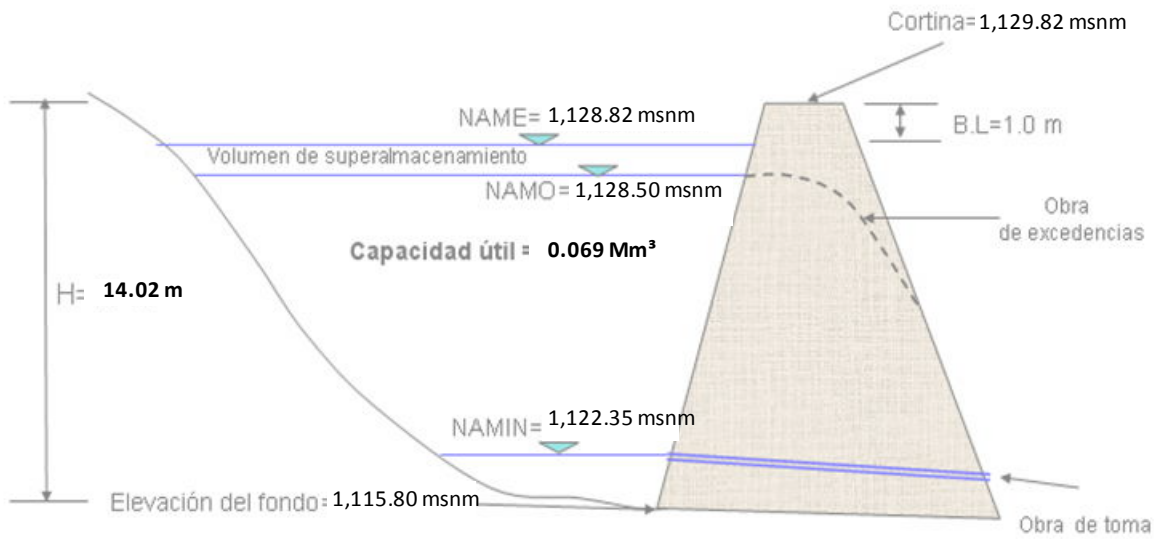 Cortina= 1,129.82 msnm
NAME= 1,128.82 msnm
B.L=1.0 m
Volumen de superalmacenamiento
NAMO= 1,128.50 msnm
Obra
de excedencias
Capacidad útil = 0.069 Mm³
H= 14.02 m
NAMIN= 1,122.35 msnm
Elevación del fondo= 1,115.80 msnm
Obra de toma